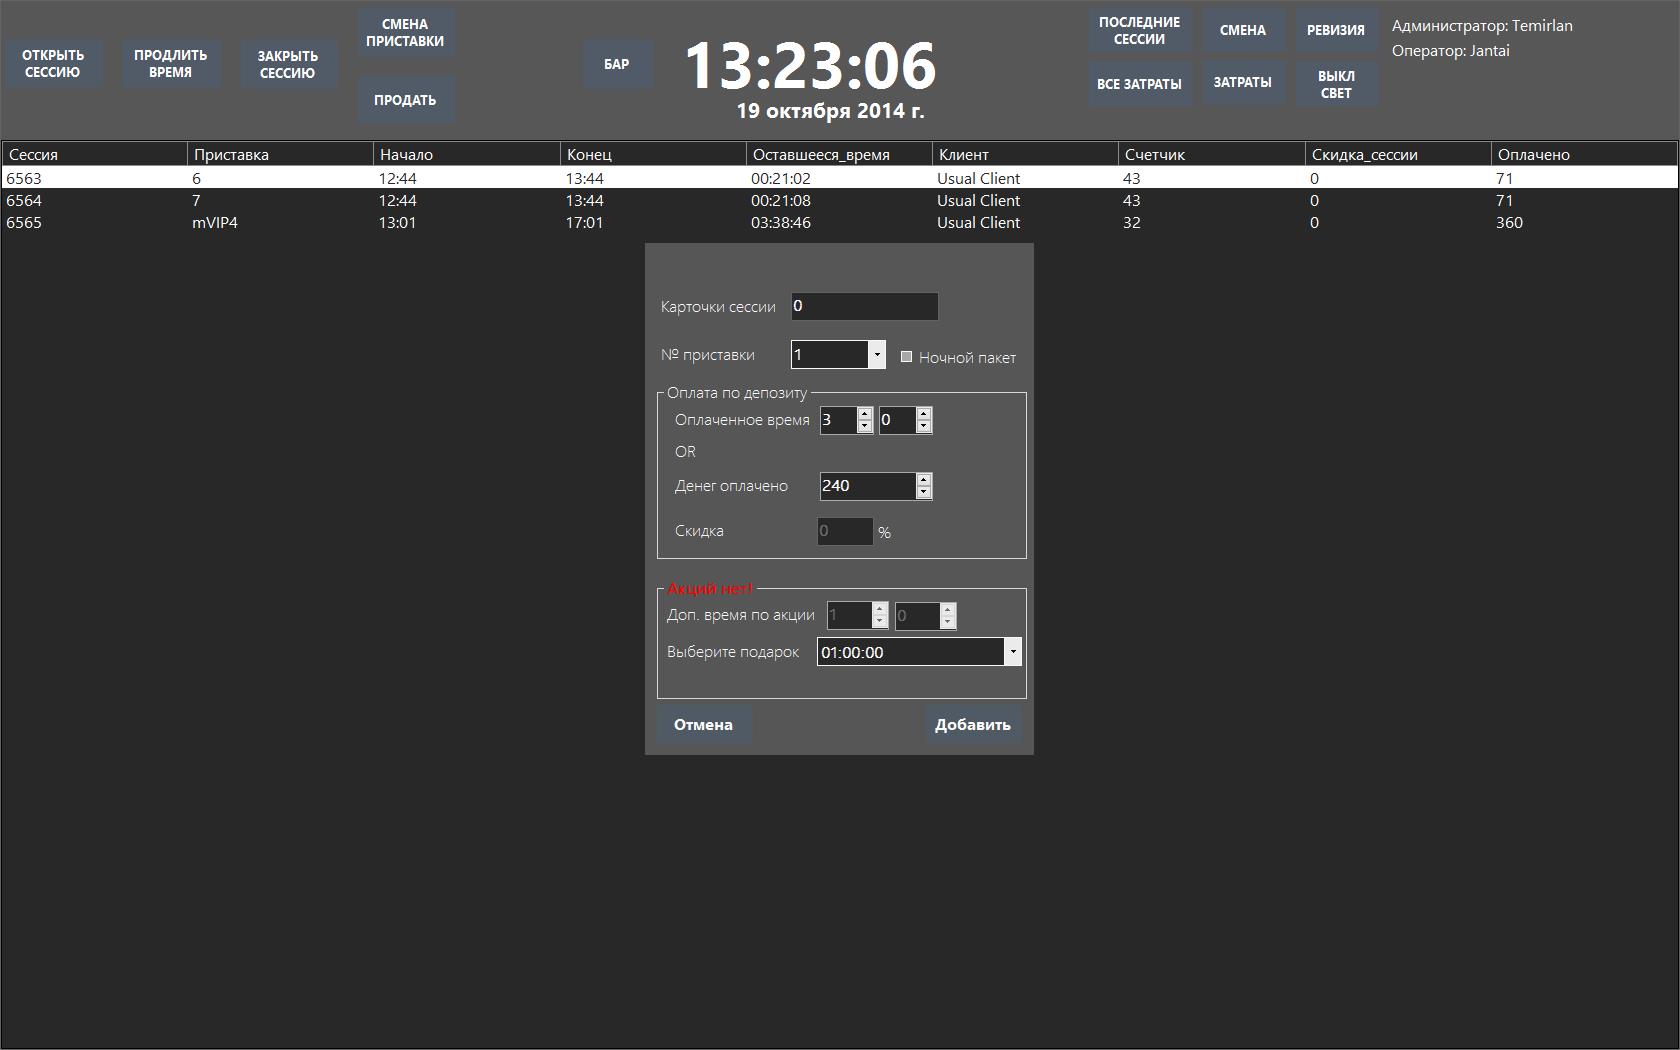 ОТКРЫТЬ
СЕССИЮ
ПРОДЛИТЬ
ВРЕМЯ
ЗАКРЫТЬ
СЕССИЮ
СМЕНА
ПРИСТАВКИ
ПРОДАТЬ
БАР
13:23:06
19 октября 2014 г.
ПОСЛЕДНИЕ
СЕССИИ
СМЕНА
РЕВИЗИЯ
ВСЕ ЗАТРАТЫ
ЗАТРАТЫ
ВЫКЛ
СВЕТ
Администратор: Temirlan
Оператор: Jantai
Сессия Приставка Начало Конец Оставшееся_время Клиент Счетчик Скидка_сессии Оплачено
6563 6 12:44 13:44 00:21:02 Usual Client 43 0 71
6564 7 12:44 13:44 00:21:08 Usual Client 43 0 71
6565 mVIP4 13:01 17:01 03:38:46 Usual Client 32 0 360
Карточки сессии 0
№ приставки 1 Ночной пакет
Оплата по депозиту
Оплаченное время 3 0
OR
Денег оплачено 240
Скидка 0 %
Акций нет!
Доп. время по акции 1 0
Выберите подарок 01:00:00
Отмена Добавить